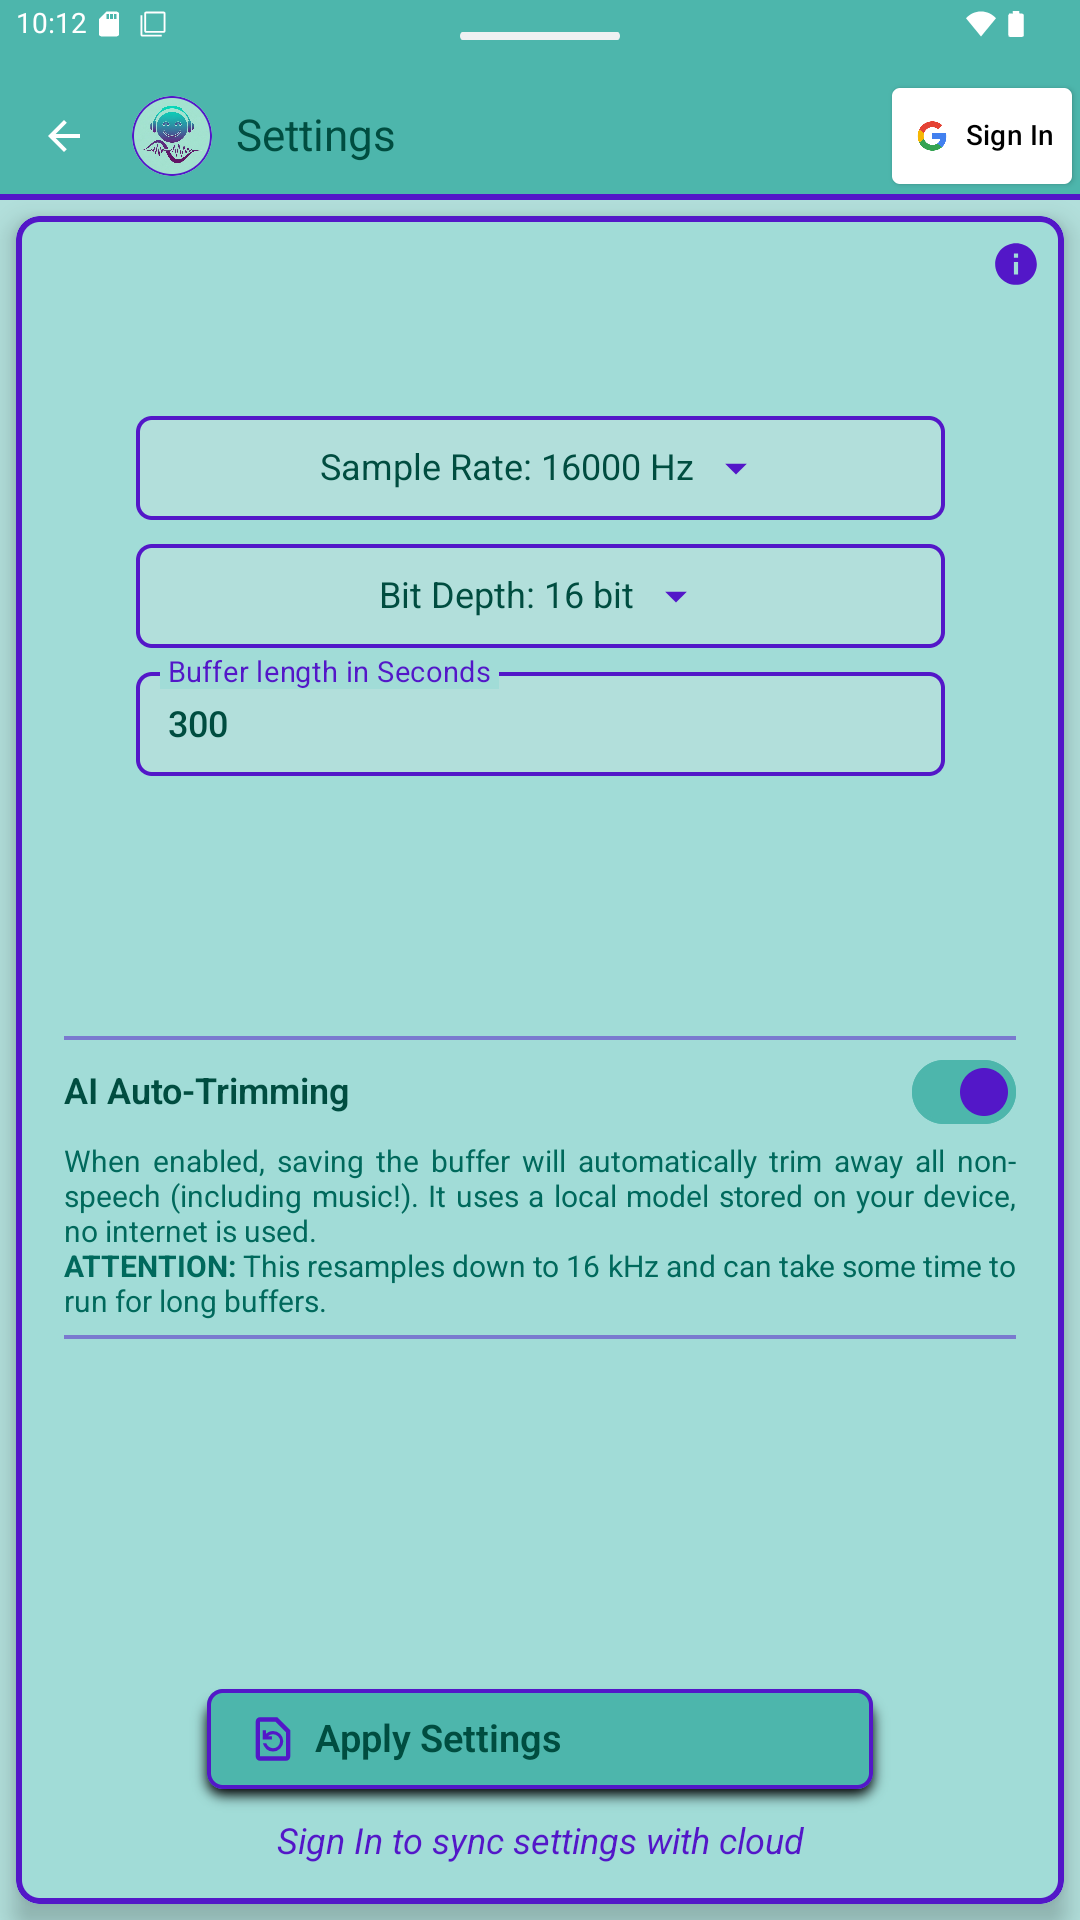 10:12
Settings
Sign In
Sample Rate: 16000 Hz
Bit Depth: 16 bit
Buffer length in Seconds
300
AI Auto-Trimming
When enabled, saving the buffer will automatically trim away all non-
speech (including music!). It uses a local model stored on your device,
no internet is used.
ATTENTION: This resamples down to 16 kHz and can take some time to
run for long buffers.
Apply Settings
Sign In to sync settings with cloud